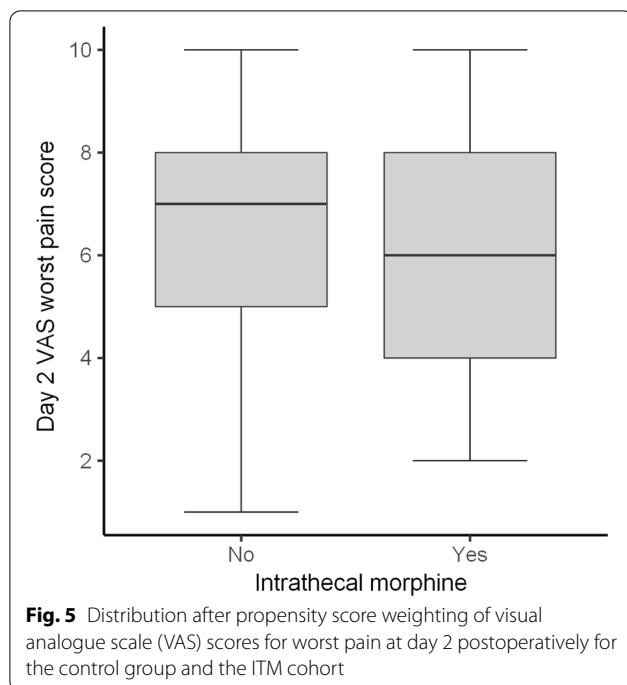 10
8
6
4
2
Day 2 VAS worst pain score
No Yes
Intrathecal morphine
Fig. 5 Distribution after propensity score weighting of visual
analogue scale (VAS) scores for worst pain at day 2 postoperatively for
the control group and the ITM cohort